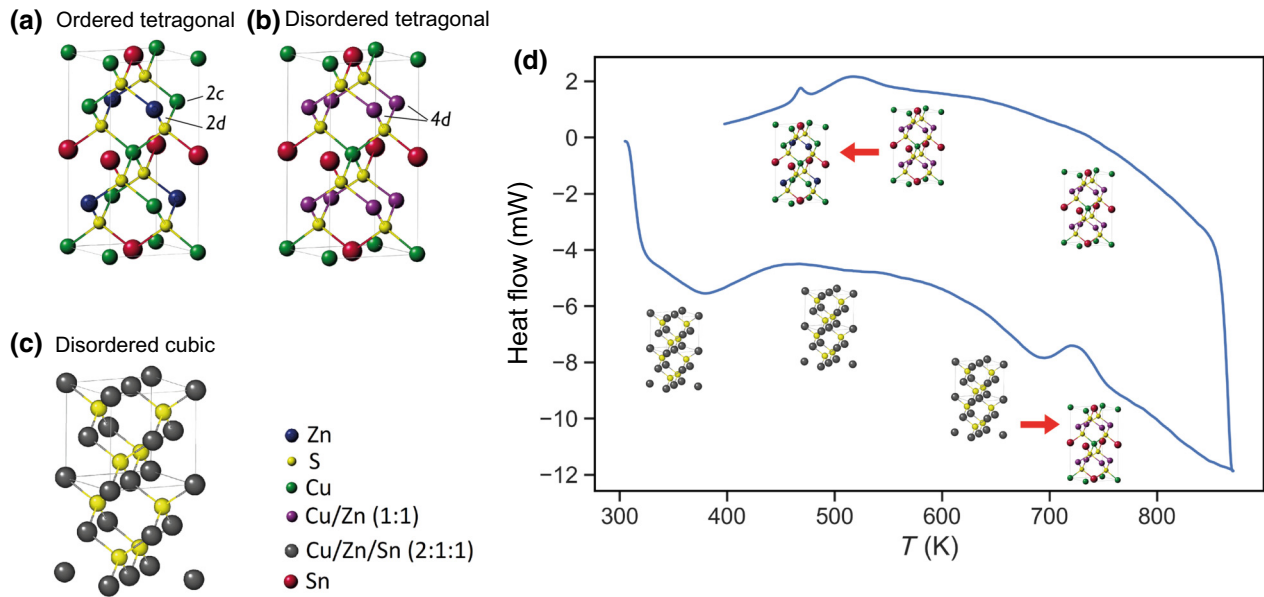 (a) Ordered tetragonal
(b) Disordered tetragonal
2c
2d
4d
(c) Disordered cubic
Zn
S
Cu
Cu/Zn (1:1)
Cu/Zn/Sn (2:1:1)
Sn
(d)
Heat flow (mW)
2
0
−2
−4
−6
−8
−10
−12
300 400 500 600 700 800
T (K)